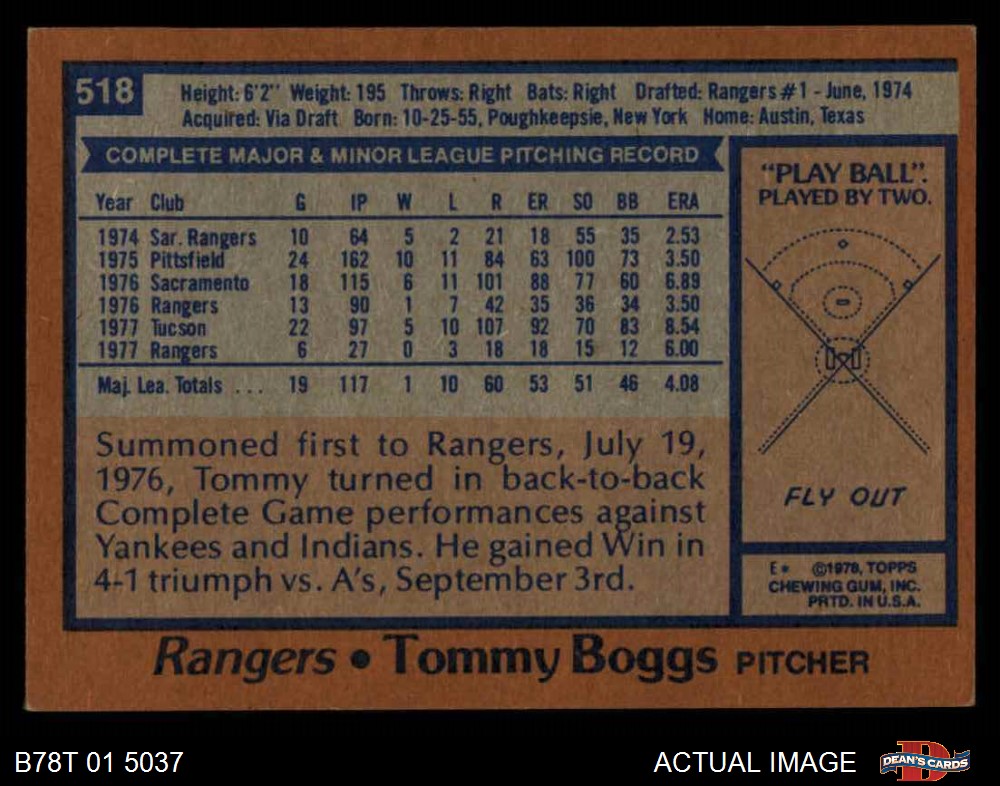 518
Height: 6'2" Weight: 195 Throws: Right Bats: Right Drafted: Rangers #1 - June, 1974
Acquired: Via Draft Born: 10-25-55, Poughkeepsie, New York Home: Austin, Texas
COMPLETE MAJOR & MINOR LEAGUE PITCHING RECORD
Year Club G IP W L R ER SO BB ERA
1974 Sar. Rangers 10 64 5 2 21 18 55 35 2.53
1975 Pittsfield 24 162 10 11 84 63 100 73 3.50
1976 Sacramento 18 115 6 11 101 88 77 60 6.89
1976 Rangers 13 90 1 7 42 35 36 34 3.50
1977 Tucson 22 97 5 10 107 92 70 83 8.54
1977 Rangers 6 27 0 3 18 18 15 12 6.00
Maj. Lea. Totals ... 19 117 1 10 60 53 51 46 4.08
Summoned first to Rangers, July 19,
1976, Tommy turned in back-to-back
Complete Game performances against
Yankees and Indians. He gained Win in
4-1 triumph vs. A's, September 3rd.
"PLAY BALL".
PLAYED BY TWO.
FLY OUT
E* ©1978, TOPPS
CHEWING GUM, INC.
PRTD. IN U.S.A.
Rangers • Tommy Boggs PITCHER
B78T 01 5037
ACTUAL IMAGE
D
DEAN'S CARDS